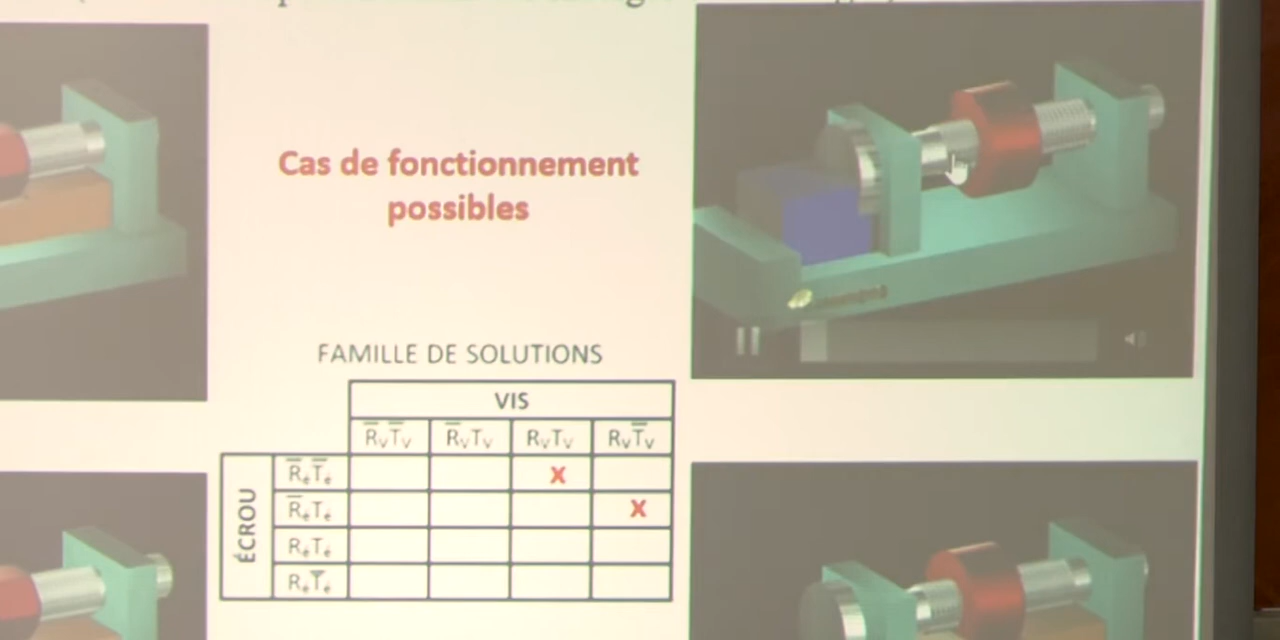 Cas de fonctionnement
possibles
FAMILLE DE SOLUTIONS
VIS
R̅ᵥT̅ᵥ R̅ᵥTᵥ RᵥTᵥ RᵥT̅ᵥ
ÉCROU
R̅ₑT̅ₑ X
R̅ₑTₑ X
RₑTₑ
RₑT̅ₑ